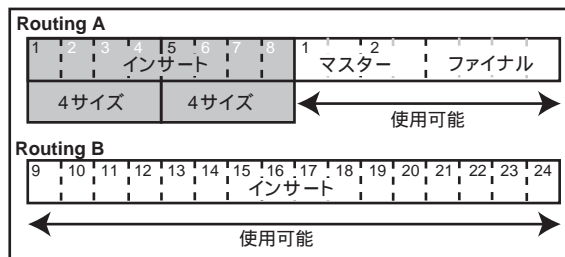 Routing A
1 2 3 4 5 6 7 8 1 2
インサート マスター ファイナル
4サイズ 4サイズ
使用可能
Routing B
9 10 11 12 13 14 15 16 17 18 19 20 21 22 23 24
インサート
使用可能